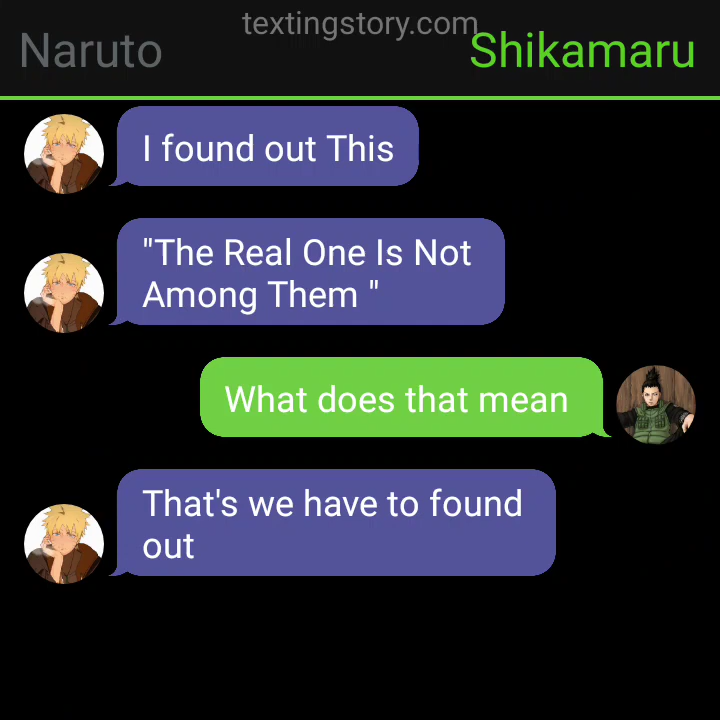 textingstory.com
Naruto
Shikamaru
I found out This
"The Real One Is Not
Among Them "
What does that mean
That's we have to found
out